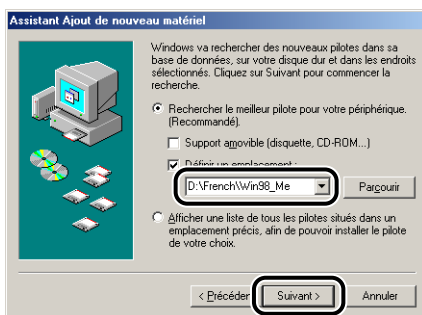 Assistant Ajout de nouveau matériel
Windows va rechercher des nouveaux pilotes dans sa
base de données, sur votre disque dur et dans les endroits
sélectionnés. Cliquez sur Suivant pour commencer la
recherche.
Rechercher le meilleur pilote pour votre périphérique.
(Recommandé).
Support amovible (disquette, CD-ROM...)
Définir un emplacement :
D:\French\Win98_Me
Parcourir
Afficher une liste de tous les pilotes situés dans un
emplacement précis, afin de pouvoir installer le pilote
de votre choix.
< Précéder
Suivant >
Annuler